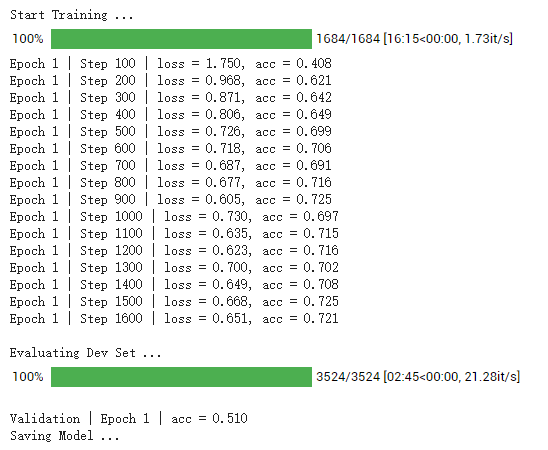 Start Training ...
100% 1684/1684 [16:15<00:00, 1.73it/s]
Epoch 1 | Step 100 | loss = 1.750, acc = 0.408
Epoch 1 | Step 200 | loss = 0.968, acc = 0.621
Epoch 1 | Step 300 | loss = 0.871, acc = 0.642
Epoch 1 | Step 400 | loss = 0.806, acc = 0.649
Epoch 1 | Step 500 | loss = 0.726, acc = 0.699
Epoch 1 | Step 600 | loss = 0.718, acc = 0.706
Epoch 1 | Step 700 | loss = 0.687, acc = 0.691
Epoch 1 | Step 800 | loss = 0.677, acc = 0.716
Epoch 1 | Step 900 | loss = 0.605, acc = 0.725
Epoch 1 | Step 1000 | loss = 0.730, acc = 0.697
Epoch 1 | Step 1100 | loss = 0.635, acc = 0.715
Epoch 1 | Step 1200 | loss = 0.623, acc = 0.716
Epoch 1 | Step 1300 | loss = 0.700, acc = 0.702
Epoch 1 | Step 1400 | loss = 0.649, acc = 0.708
Epoch 1 | Step 1500 | loss = 0.668, acc = 0.725
Epoch 1 | Step 1600 | loss = 0.651, acc = 0.721
Evaluating Dev Set ...
100% 3524/3524 [02:45<00:00, 21.28it/s]
Validation | Epoch 1 | acc = 0.510
Saving Model ...